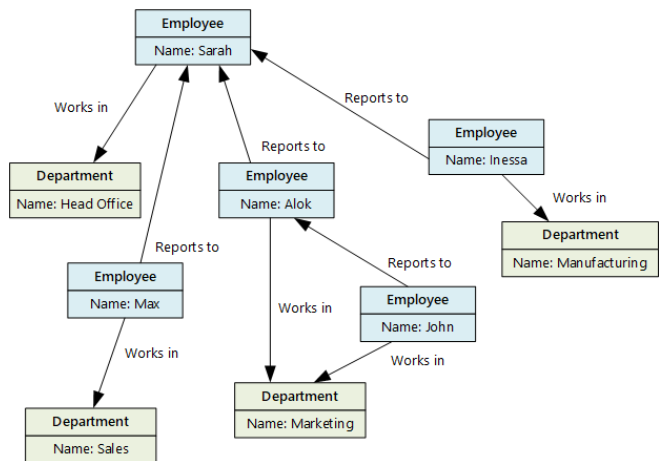 Employee
Name: Sarah
Works in
Reports to
Employee
Name: Inessa
Reports to
Department
Name: Head Office
Employee
Name: Alok
Works in
Department
Name: Manufacturing
Reports to
Reports to
Employee
Name: Max
Employee
Name: John
Works in
Works in
Works in
Department
Name: Marketing
Department
Name: Sales